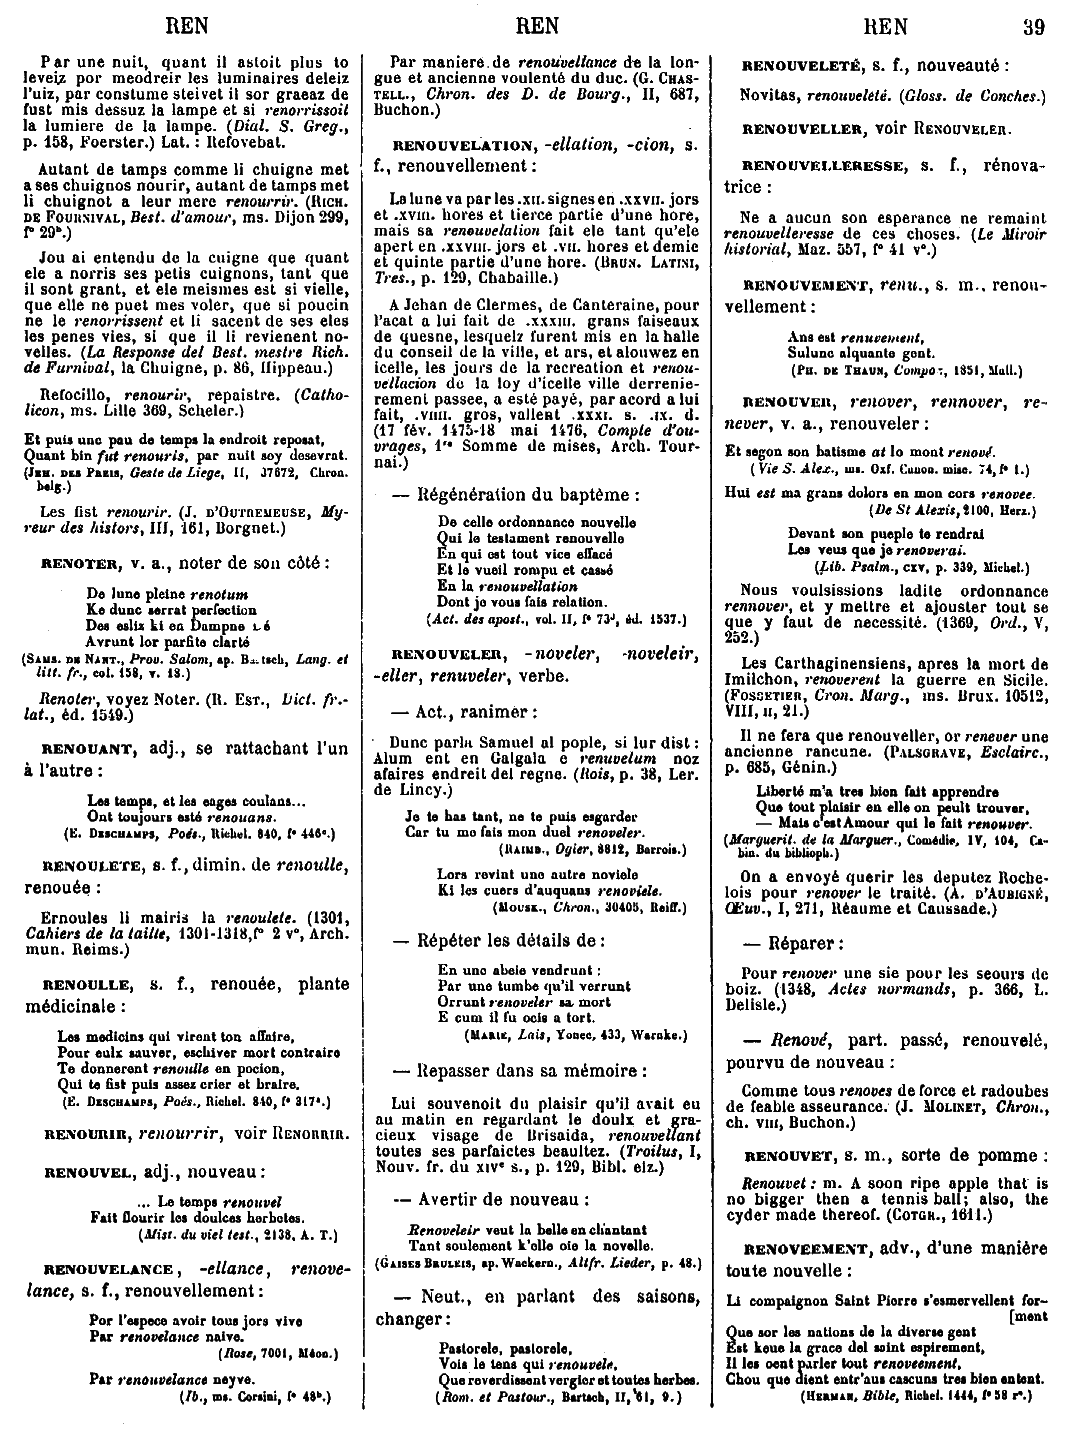 REN
REN
REN 39
Par une nuit, quant il astoit plus to
leveiz por meodreir les luminaires deleiz
l'uiz, par constume steivet il sor graeaz de
fust mis dessuz la lampe et si renorrissoit
la lumiere de la lampe. (Dial. S. Greg.,
p. 158, Foerster.) Lat. : Refovebat.
Autant de tamps comme li chuigne met
a ses chuignos nourir, autant de tamps met
li chuignot a leur mere renourrir. (RICH.
DE FOURNIVAL, Best. d'amour, ms. Dijon 299,
f° 29ᵇ.)
Jou ai entendu de la cuigne que quant
ele a norris ses petis cuignons, tant que
il sont grant, et ele meismes est si vielle,
que elle ne puet mes voler, que si poucin
ne le renorrissent et li sacent de ses eles
les penes vies, si que il li revienent no-
velles. (La Response del Best. mestre Rich.
de Furnival, la Chuigne, p. 86, Hippeau.)
Refocillo, renourir, repaistre. (Catho-
licon, ms. Lille 369, Scheler.)
Et puis une pau de temps la endroit reposat,
Quant bin fut renouris, par nuit soy desevrat.
(JEH. DES PREIS, Geste de Liege, II, 37672, Chron.
belg.)
Les fist renourir. (J. D'OUTREMEUSE, My-
reur des histors, III, 161, Borgnet.)
RENOTER, v. a., noter de son côté :
De lune pleine renotum
Ke dunc serrat perfection
Des esliz ki en Dampne
Avrunt lor parfite clarté
(SAMS. DE NANT., Prov. Salom, ap. Bartsch, Lang. et
litt. fr., col. 158, v. 18.)
Renoter, voyez Noter. (R. EST., Dict. fr.-
lat., éd. 1549.)
RENOUANT, adj., se rattachant l'un
à l'autre :
Les temps, et les eages coulans...
Ont toujours esté renouans.
(E. DESCHAMPS, Poés., Richel. 840, f° 446ᵃ.)
RENOULETE, s. f., dimin. de renoulle,
renouée :
Ernoules li mairis la renoulete. (1301,
Cahiers de la taille, 1301-1318, f° 2 v°, Arch.
mun. Reims.)
RENOULLE, s. f., renouée, plante
médicinale :
Les medicins qui virent ton affaire,
Pour eulx sauver, eschiver mort contraire
Te donnerent renoulle en pocion,
Qui te fist puis assez crier et braire.
(E. DESCHAMPS, Poés., Richel. 840, f° 317ᵃ.)
RENOURIR, renourrir, voir RENORRIR.
RENOUVEL, adj., nouveau :
... Le temps renouvel
Fait flourir les doulces herbetes.
(Mist. du viel test., 2138, A. T.)
RENOUVELANCE, -ellance, renove-
lance, s. f., renouvellement :
Por l'espece avoir tous jors vive
Par renovelance naive.
(Rose, 7001, Méon.)
Par renouvelance neyve.
(Ib., ms. Corsini, f° 48ᵇ.)
Par maniere de renouvellance de la lon-
gue et ancienne voulenté du duc. (G. CHAS-
TELL., Chron. des D. de Bourg., II, 687,
Buchon.)
RENOUVELATION, -ellation, -cion, s.
f., renouvellement :
La lune va par les .XII. signes en .XXVII. jors
et .XVIII. hores et tierce partie d'une hore,
mais sa renouvelation fait ele tant qu'ele
apert en .XXVIII. jors et .VII. hores et demie
et quinte partie d'une hore. (BRUN. LATINI,
Tres., p. 129, Chabaille.)
A Jehan de Clermes, de Canteraine, pour
l'acat a lui fait de .XXXIII. grans faiseaux
de quesne, lesquelz furent mis en la halle
du conseil de la ville, et ars, et alouwez en
icelle, les jours de la recreation et renou-
vellacion de la loy d'icelle ville derrenie-
rement passee, a esté payé, par acord a lui
fait, .VIIII. gros, vallent .XXXI. s. .IX. d.
(17 fév. 1475-18 mai 1476, Compte d'ou-
vrages, 1ʳᵉ Somme de mises, Arch. Tour-
nai.)
— Régénération du baptême :
De celle ordonnance nouvelle
Qui le testament renouvelle
En qui est tout vice effacé
Et le vueil rompu et cassé
En la renouvellation
Dont je vous fais relation.
(Act. des apost., vol. II, f° 73ᵈ, éd. 1537.)
RENOUVELER, -noveler, -noveleir,
-eller, renuveler, verbe.
— Act., ranimer :
Dunc parla Samuel al pople, si lur dist :
Alum ent en Galgala e renuvelum noz
afaires endreit del regne. (Rois, p. 38, Ler.
de Lincy.)
Je te has tant, ne te puis esgarder
Car tu me fais mon duel renoveler.
(RAIMB., Ogier, 8812, Barrois.)
Lors revint une autre noviele
Ki les cuers d'auquans renoviele.
(MOUSK., Chron., 30405, Reiff.)
— Répéter les détails de :
En une abeie vendrunt :
Par une tumbe qu'il verrunt
Orrunt renoveler sa mort
E cum il fu ocis a tort.
(MARIE, Lais, Yonec, 433, Warnke.)
— Repasser dans sa mémoire :
Lui souvenoit du plaisir qu'il avait eu
au matin en regardant le doulx et gra-
cieux visage de Brisaida, renouvellant
toutes ses parfaictes beaultez. (Troilus, I,
Nouv. fr. du XIVᵉ s., p. 129, Bibl. elz.)
— Avertir de nouveau :
Renoveleir veut la belle en chantant
Tant soulement k'elle oie la novelle.
(GAISES BRULEIS, ap. Wackern., Altfr. Lieder, p. 48.)
— Neut., en parlant des saisons,
changer :
Pastorele, pastorele,
Vois le tens qui renouvele,
Que reverdissent vergier et toutes herbes.
(Rom. et Pastour., Bartsch, II, 61, 9.)
RENOUVELETÉ, s. f., nouveauté :
Novitas, renouveleté. (Gloss. de Conches.)
RENOUVELLER, voir RENOUVELER.
RENOUVELLERESSE, s. f., rénova-
trice :
Ne a aucun son esperance ne remaint
renouvelleresse de ces choses. (Le Miroir
historial, Maz. 557, f° 41 v°.)
RENOUVEMENT, renu., s. m., renou-
vellement :
Ans est renuvement,
Sulunc alquante gent.
(PH. DE THAUN, Compot, 1851, Mall.)
RENOUVER, renover, rennover, re-
never, v. a., renouveler :
Et segon son batisme at lo mont renové.
(Vie S. Alex., ms. Oxf. Canon. misc. 74, f° 1.)
Hui est ma grans dolors en mon cors renovee.
(De St Alexis, 2100, Herz.)
Devant son pueple te rendrai
Les veus que je renoverai.
(Lib. Psalm., CXV, p. 339, Michel.)
Nous voulsissions ladite ordonnance
rennover, et y mettre et ajouster tout se
que y faut de necessité. (1369, Ord., V,
252.)
Les Carthaginensiens, apres la mort de
Imilchon, renoverent la guerre en Sicile.
(FOSSETIER, Cron. Marg., ms. Brux. 10512,
VIII, II, 21.)
Il ne fera que renouveller, or renever une
ancienne rancune. (PALSGRAVE, Esclairc.,
p. 685, Génin.)
Liberté m'a tres bien fait apprendre
Que tout plaisir en elle on peult trouver,
— Mais c'est Amour qui le fait renouver.
(Marguerit. de la Marguer., Comédie, IV, 104, Ca-
bin. du biblioph.)
On a envoyé querir les deputez Roche-
lois pour renover le traité. (A. D'AUBIGNÉ,
Œuv., I, 271, Réaume et Caussade.)
— Réparer :
Pour renover une sie pour les seours de
boiz. (1348, Actes normands, p. 366, L.
Delisle.)
— Renové, part. passé, renouvelé,
pourvu de nouveau :
Comme tous renoves de force et radoubes
de feable asseurance. (J. MOLINET, Chron.,
ch. VIII, Buchon.)
RENOUVET, s. m., sorte de pomme :
Renouvet : m. A soon ripe apple that is
no bigger then a tennis ball; also, the
cyder made thereof. (COTGR., 1611.)
RENOVEEMENT, adv., d'une manière
toute nouvelle :
Li compaignon Saint Pierre s'esmervellent for-
[ment
Que sor les nations de la diverse gent
Est keue la grace del saint espirement,
Il les oent parler tout renoveement,
Chou que dient entr'aus cascuns tres bien entent.
(HERMAN, Bible, Richel. 1444, f° 58 r°.)